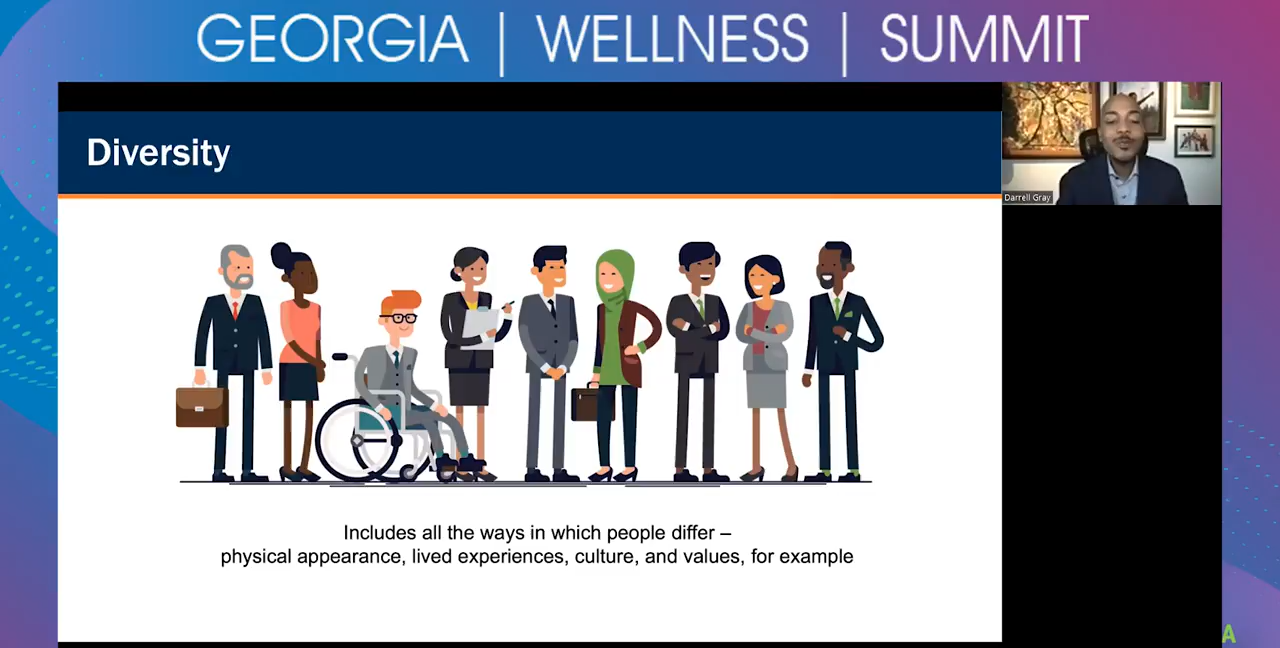 GEORGIA | WELLNESS | SUMMIT
Diversity
Darrell Gray
Includes all the ways in which people differ –
physical appearance, lived experiences, culture, and values, for example
A